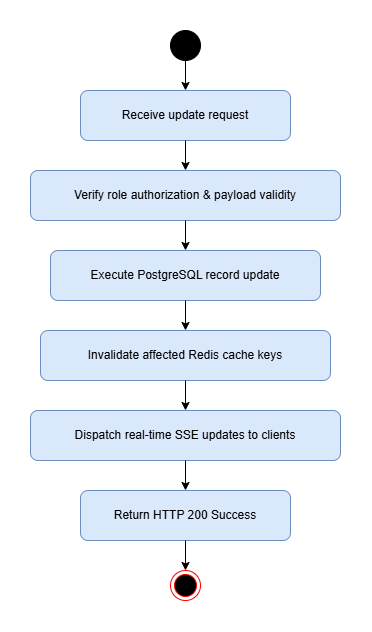 Receive update request
Verify role authorization & payload validity
Execute PostgreSQL record update
Invalidate affected Redis cache keys
Dispatch real-time SSE updates to clients
Return HTTP 200 Success